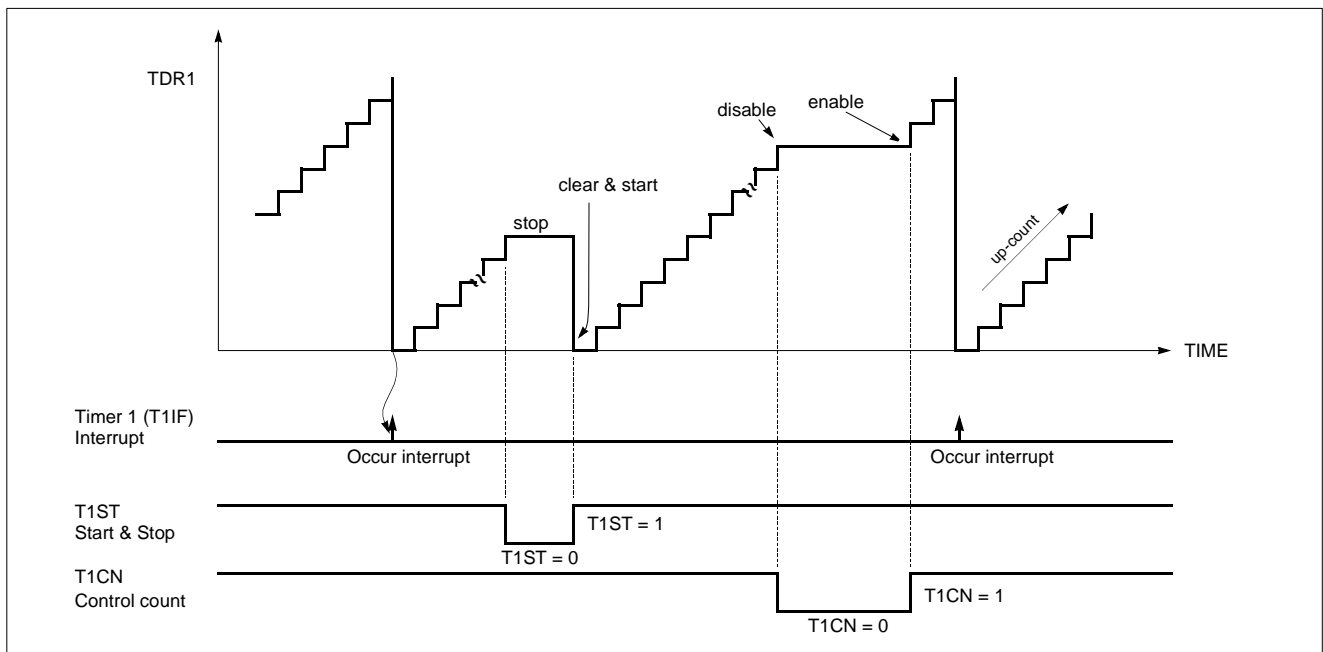 TDR1
disable
enable
clear & start
stop
up-count
TIME
Timer 1 (T1IF)
Interrupt
Occur interrupt
Occur interrupt
T1ST
Start & Stop
T1ST = 1
T1ST = 0
T1CN
Control count
T1CN = 1
T1CN = 0